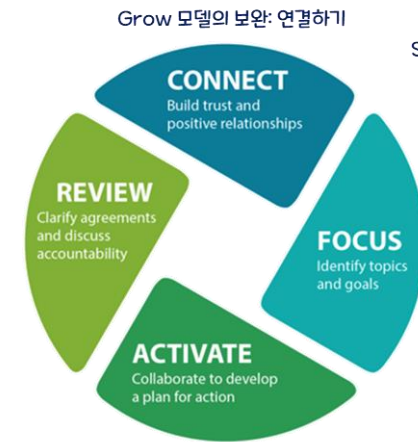 Grow 모델의 보완: 연결하기
S
CONNECT
Build trust and
positive relationships
FOCUS
Identify topics
and goals
ACTIVATE
Collaborate to develop
a plan for action
REVIEW
Clarify agreements
and discuss
accountability